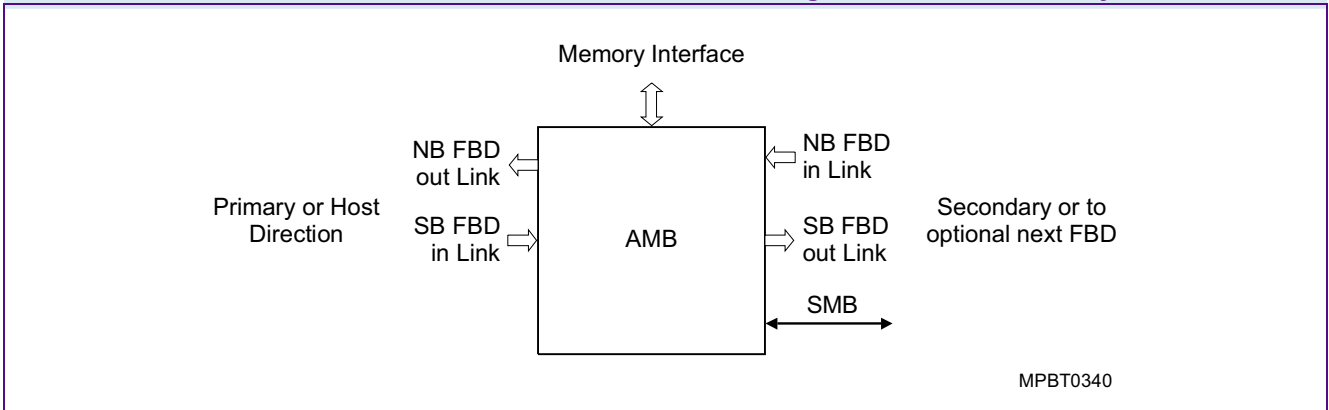 Memory Interface
NB FBD
out Link
NB FBD
in Link
Primary or Host
Direction
SB FBD
in Link
AMB
SB FBD
out Link
Secondary or to
optional next FBD
SMB
MPBT0340